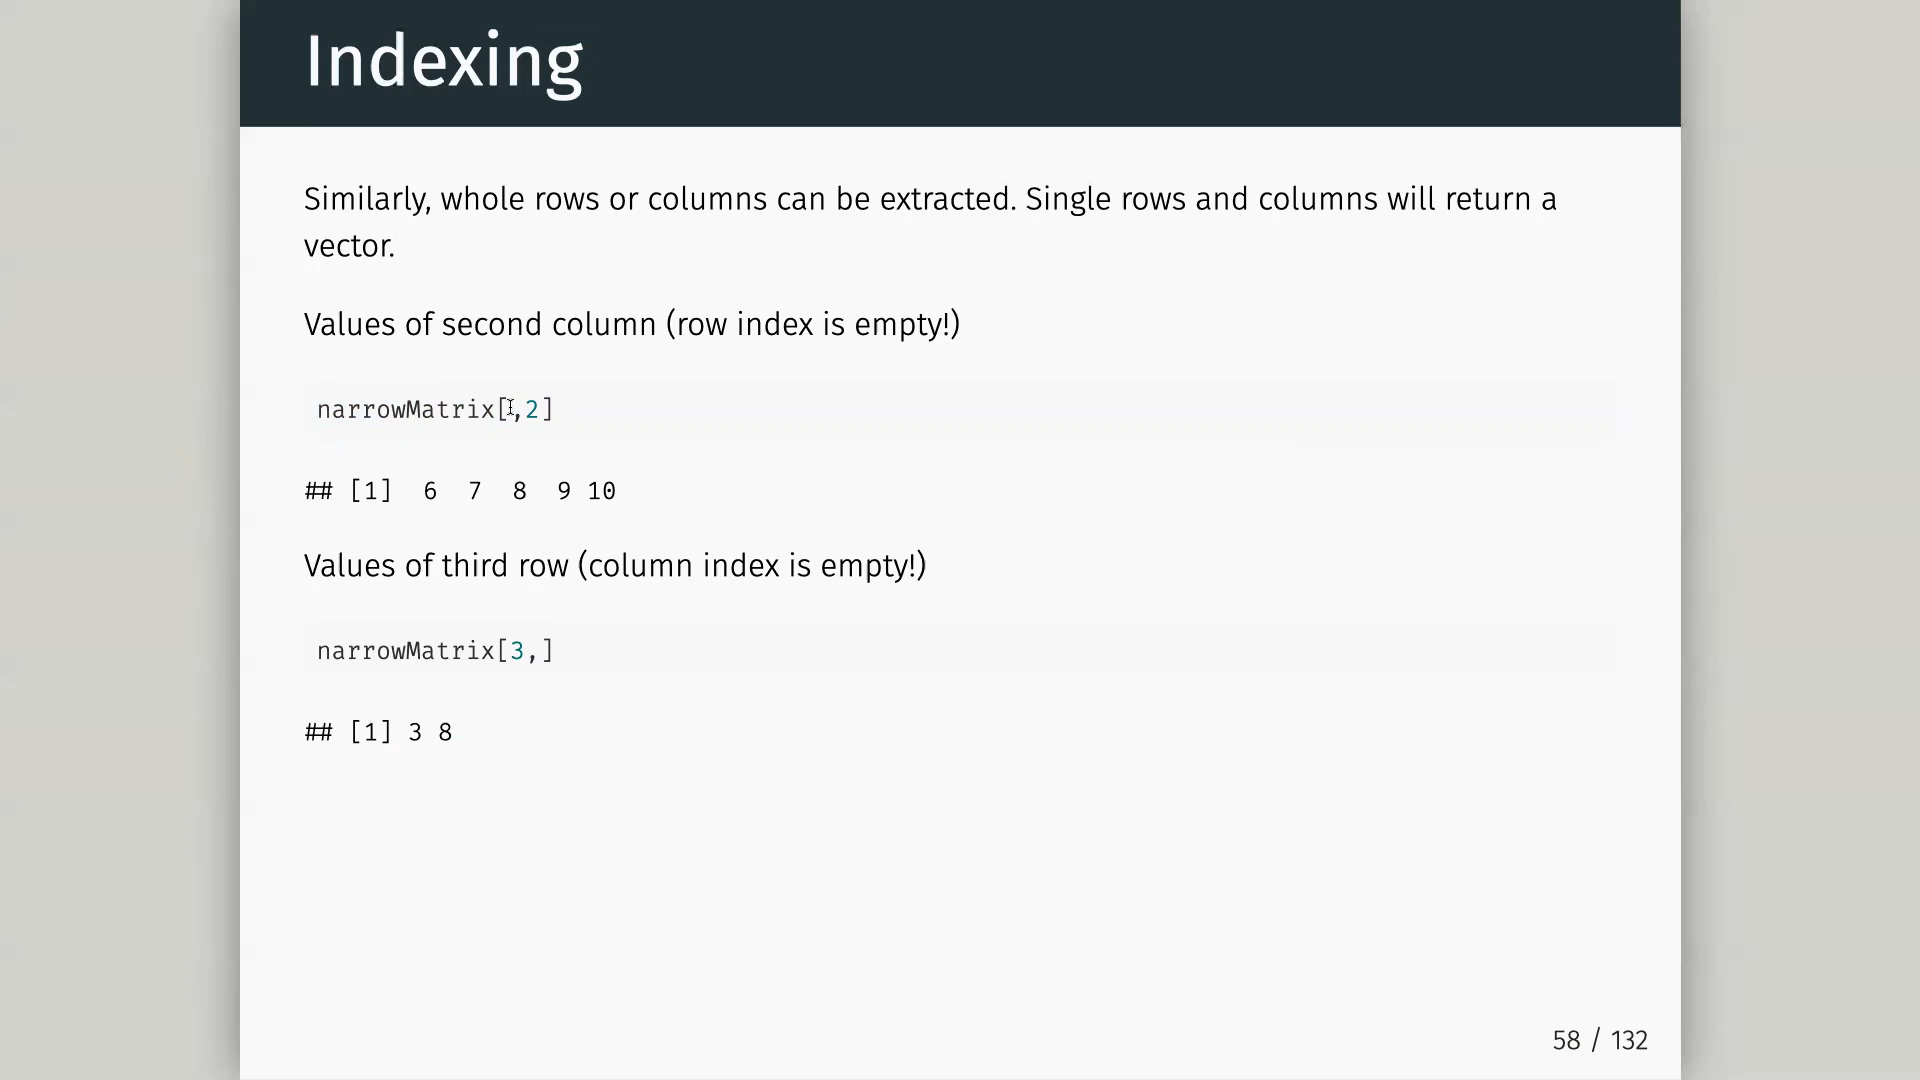 Indexing
Similarly, whole rows or columns can be extracted. Single rows and columns will return a
vector.
Values of second column (row index is empty!)
narrowMatrix[,2]
## [1]  6  7  8  9 10
Values of third row (column index is empty!)
narrowMatrix[3,]
## [1] 3 8
58 / 132